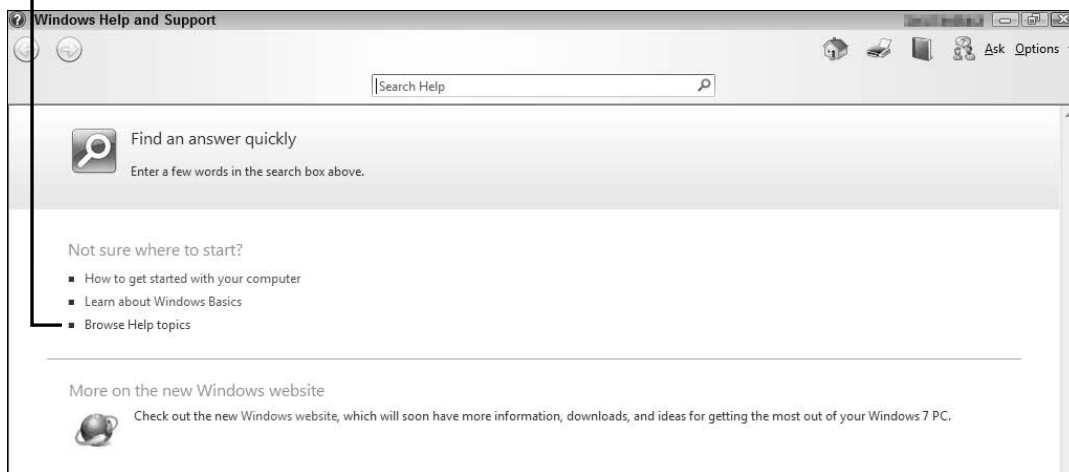 Windows Help and Support
Ask Options
Search Help
Find an answer quickly
Enter a few words in the search box above.
Not sure where to start?
How to get started with your computer
Learn about Windows Basics
Browse Help topics
More on the new Windows website
Check out the new Windows website, which will soon have more information, downloads, and ideas for getting the most out of your Windows 7 PC.